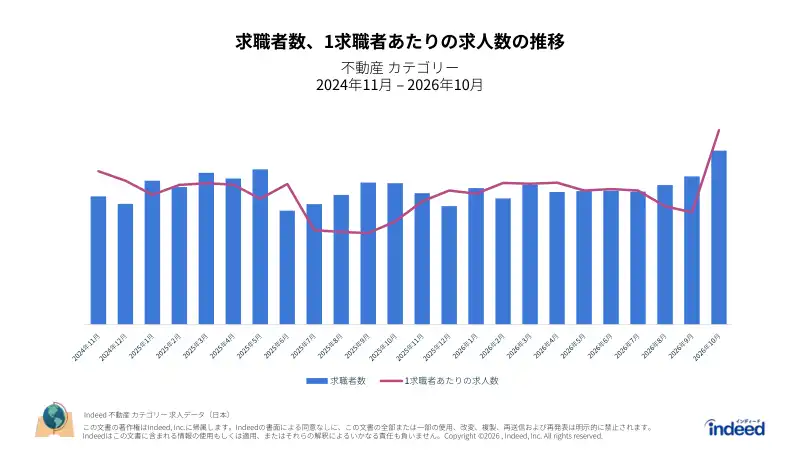 求職者数、1求職者あたりの求人数の推移
不動産 カテゴリー
2024年11月 – 2026年10月
2024年11月
2024年12月
2025年1月
2025年2月
2025年3月
2025年4月
2025年5月
2025年6月
2025年7月
2025年8月
2025年9月
2025年10月
2025年11月
2025年12月
2026年1月
2026年2月
2026年3月
2026年4月
2026年5月
2026年6月
2026年7月
2026年8月
2026年9月
2026年10月
求職者数
1求職者あたりの求人数
Indeed 不動産 カテゴリー 求人データ（日本）
この文書の著作権はIndeed, Inc.に帰属します。Indeedの書面による同意なしに、この文書の全部または一部の使用、改変、複製、再送信および再発表は明示的に禁止されます。
Indeedはこの文書に含まれる情報の使用もしくは適用、またはそれらの解釈によるいかなる責任も負いません。Copyright ©2026 , Indeed, Inc. All rights reserved.
インディード
indeed